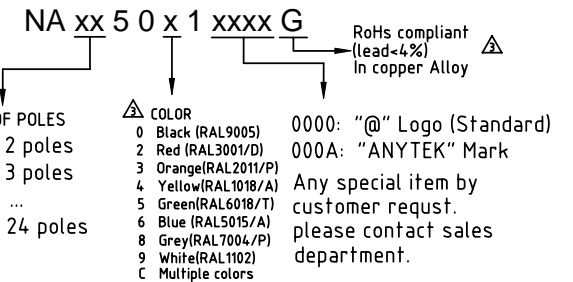 NA xx 5 0 x 1 xxxx G
RoHs compliant
(lead<4%)
In copper Alloy
3
OF POLES
2 poles
3 poles
...
24 poles
3 COLOR
0 Black (RAL9005)
2 Red (RAL3001/D)
3 Orange(RAL2011/P)
4 Yellow(RAL1018/A)
5 Green(RAL6018/T)
6 Blue (RAL5015/A)
8 Grey(RAL7004/P)
9 White(RAL1102)
C Multiple colors
0000: "@" Logo (Standard)
000A: "ANYTEK" Mark
Any special item by
customer requst.
please contact sales
department.